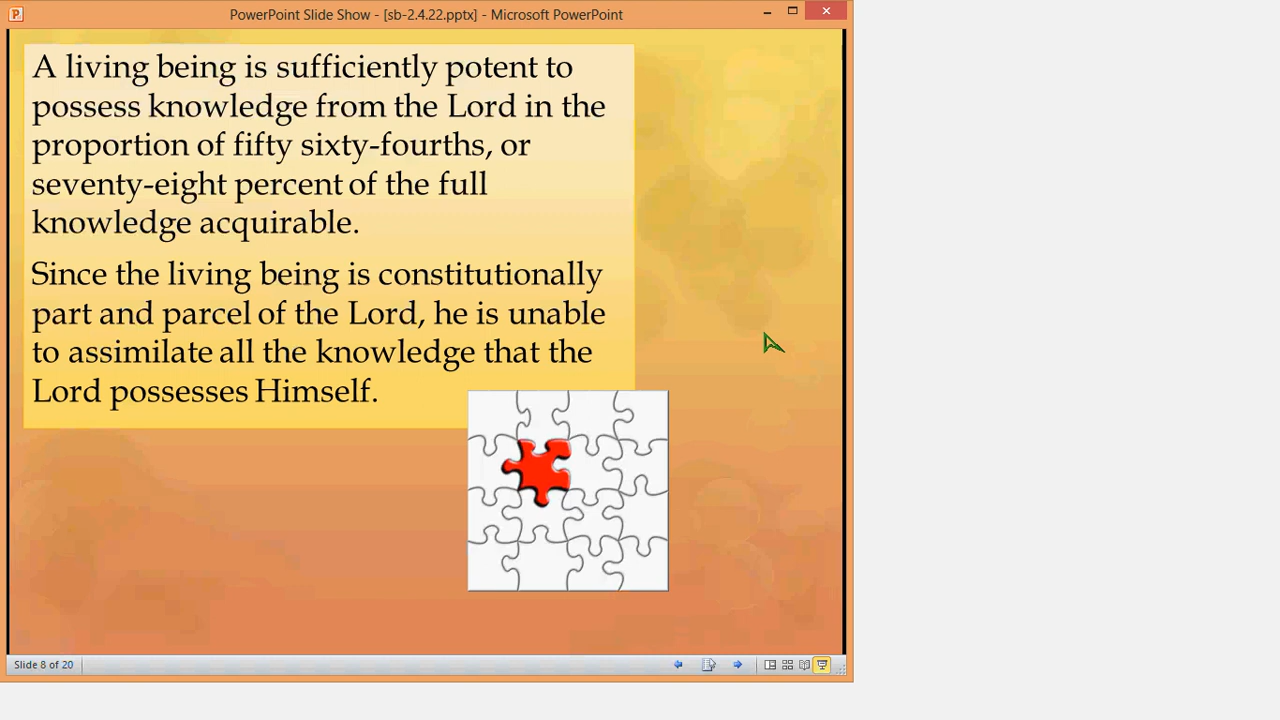 PowerPoint Slide Show - [sb-2.4.22.pptx] - Microsoft PowerPoint
A living being is sufficiently potent to
possess knowledge from the Lord in the
proportion of fifty sixty-fourths, or
seventy-eight percent of the full
knowledge acquirable.
Since the living being is constitutionally
part and parcel of the Lord, he is unable
to assimilate all the knowledge that the
Lord possesses Himself.
Slide 8 of 20